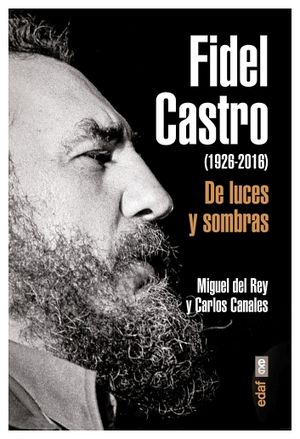 Fidel
Castro
(1926-2016)
De luces
y sombras
Miguel del Rey
y Carlos Canales
edaf